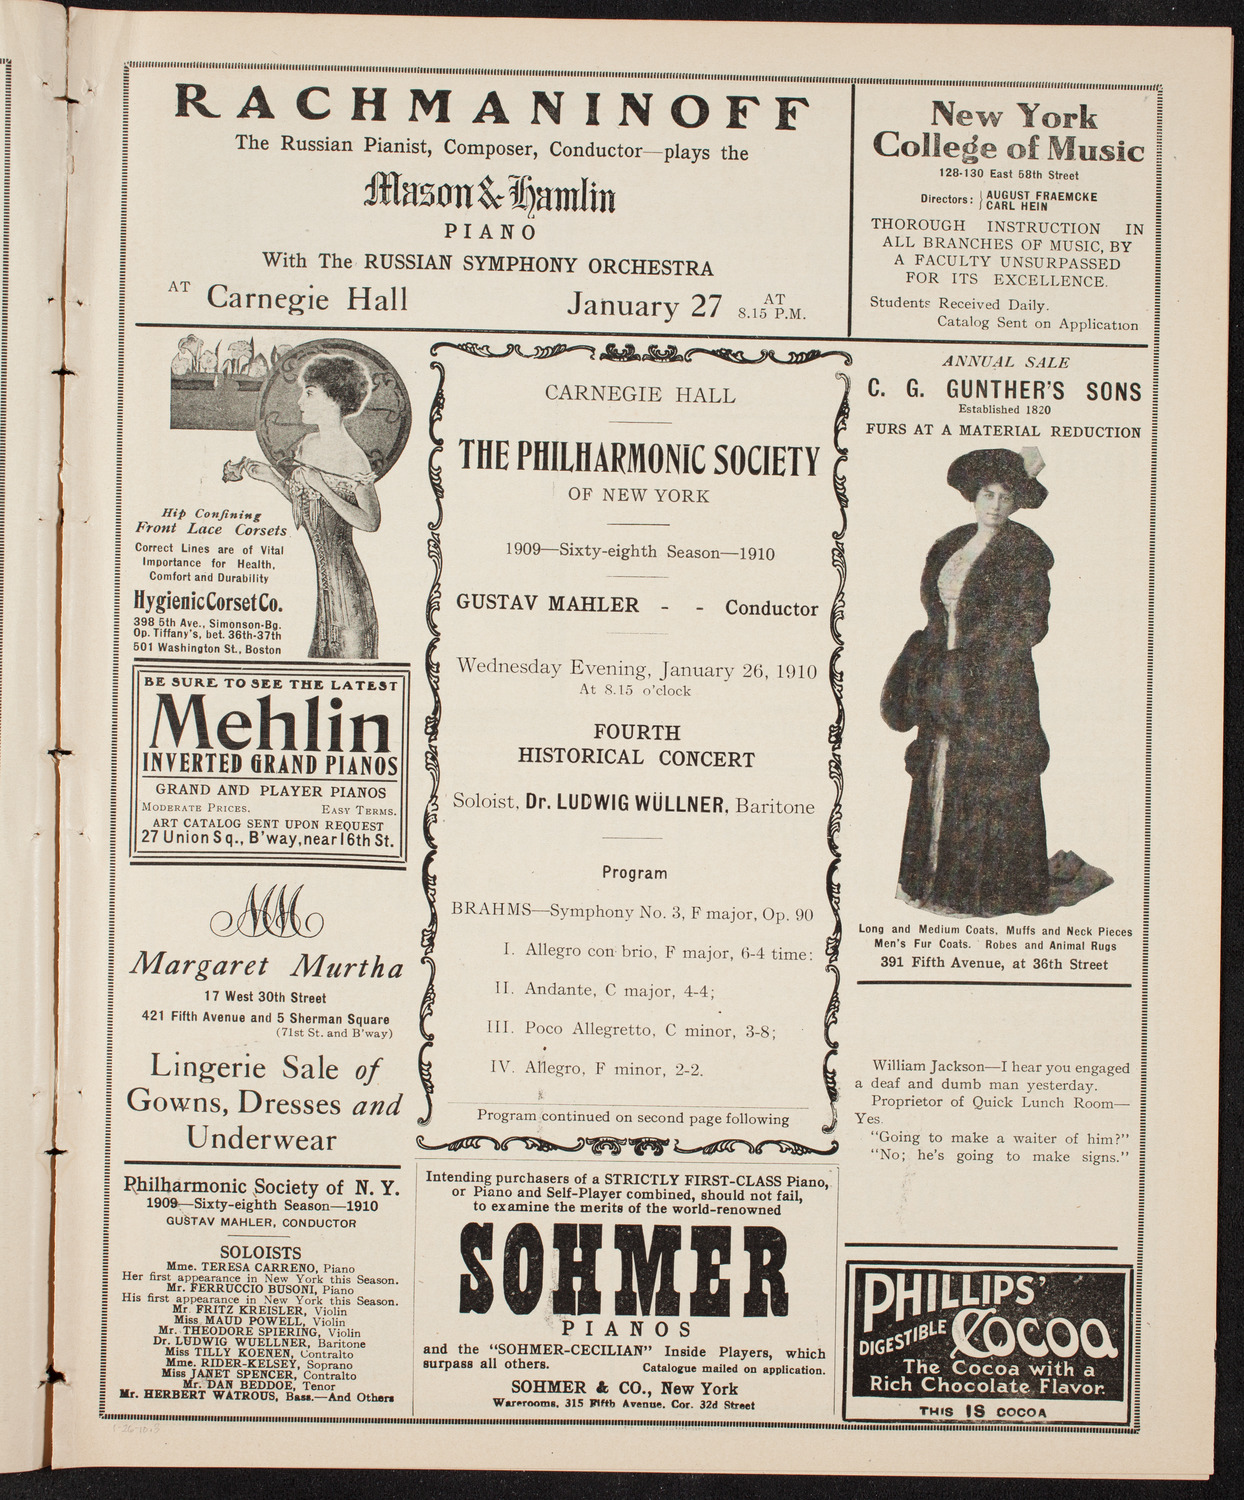 RACHMANINOFF
The Russian Pianist, Composer, Conductor—plays the
Mason & Hamlin
PIANO
With The RUSSIAN SYMPHONY ORCHESTRA
AT Carnegie Hall January 27 AT 8.15 P.M.
New York
College of Music
128-130 East 58th Street
Directors: AUGUST FRAEMCKE
CARL HEIN
THOROUGH INSTRUCTION IN
ALL BRANCHES OF MUSIC, BY
A FACULTY UNSURPASSED
FOR ITS EXCELLENCE.
Students Received Daily.
Catalog Sent on Application
Hip Confining
Front Lace Corsets
Correct Lines are of Vital
Importance for Health,
Comfort and Durability
Hygienic Corset Co.
398 5th Ave., Simonson-Bg.
Op. Tiffany's, bet. 36th-37th
501 Washington St., Boston
BE SURE TO SEE THE LATEST
Mehlin
INVERTED GRAND PIANOS
GRAND AND PLAYER PIANOS
MODERATE PRICES. EASY TERMS.
ART CATALOG SENT UPON REQUEST
27 Union Sq., B'way, near 16th St.
MM
Margaret Murtha
17 West 30th Street
421 Fifth Avenue and 5 Sherman Square
(71st St. and B'way)
Lingerie Sale of
Gowns, Dresses and
Underwear
Philharmonic Society of N. Y.
1909—Sixty-eighth Season—1910
GUSTAV MAHLER, CONDUCTOR
SOLOISTS
Mme. TERESA CARRENO, Piano
Her first appearance in New York this Season.
Mr. FERRUCCIO BUSONI, Piano
His first appearance in New York this Season.
Mr. FRITZ KREISLER, Violin
Miss MAUD POWELL, Violin
Mr. THEODORE SPIERING, Violin
Dr. LUDWIG WUELLNER, Baritone
Miss TILLY KOENEN, Contralto
Mme. RIDER-KELSEY, Soprano
Miss JANET SPENCER, Contralto
Mr. DAN BEDDOE, Tenor
Mr. HERBERT WATROUS, Bass.—And Others
CARNEGIE HALL
THE PHILHARMONIC SOCIETY
OF NEW YORK
1909—Sixty-eighth Season—1910
GUSTAV MAHLER - - Conductor
Wednesday Evening, January 26, 1910
At 8.15 o'clock
FOURTH
HISTORICAL CONCERT
Soloist, Dr. LUDWIG WÜLLNER, Baritone
Program
BRAHMS—Symphony No. 3, F major, Op. 90
I. Allegro con brio, F major, 6-4 time:
II. Andante, C major, 4-4;
III. Poco Allegretto, C minor, 3-8;
IV. Allegro, F minor, 2-2.
Program continued on second page following
Intending purchasers of a STRICTLY FIRST-CLASS Piano,
or Piano and Self-Player combined, should not fail,
to examine the merits of the world-renowned
SOHMER
PIANOS
and the "SOHMER-CECILIAN" Inside Players, which
surpass all others. Catalogue mailed on application.
SOHMER & CO., New York
Warerooms, 315 Fifth Avenue, Cor. 32d Street
ANNUAL SALE
C. G. GUNTHER'S SONS
Established 1820
FURS AT A MATERIAL REDUCTION
Long and Medium Coats, Muffs and Neck Pieces
Men's Fur Coats. Robes and Animal Rugs
391 Fifth Avenue, at 36th Street
William Jackson—I hear you engaged
a deaf and dumb man yesterday.
Proprietor of Quick Lunch Room—
Yes.
"Going to make a waiter of him?"
"No; he's going to make signs."
PHILLIPS'
DIGESTIBLE COCOA
The Cocoa with a
Rich Chocolate Flavor.
THIS IS COCOA